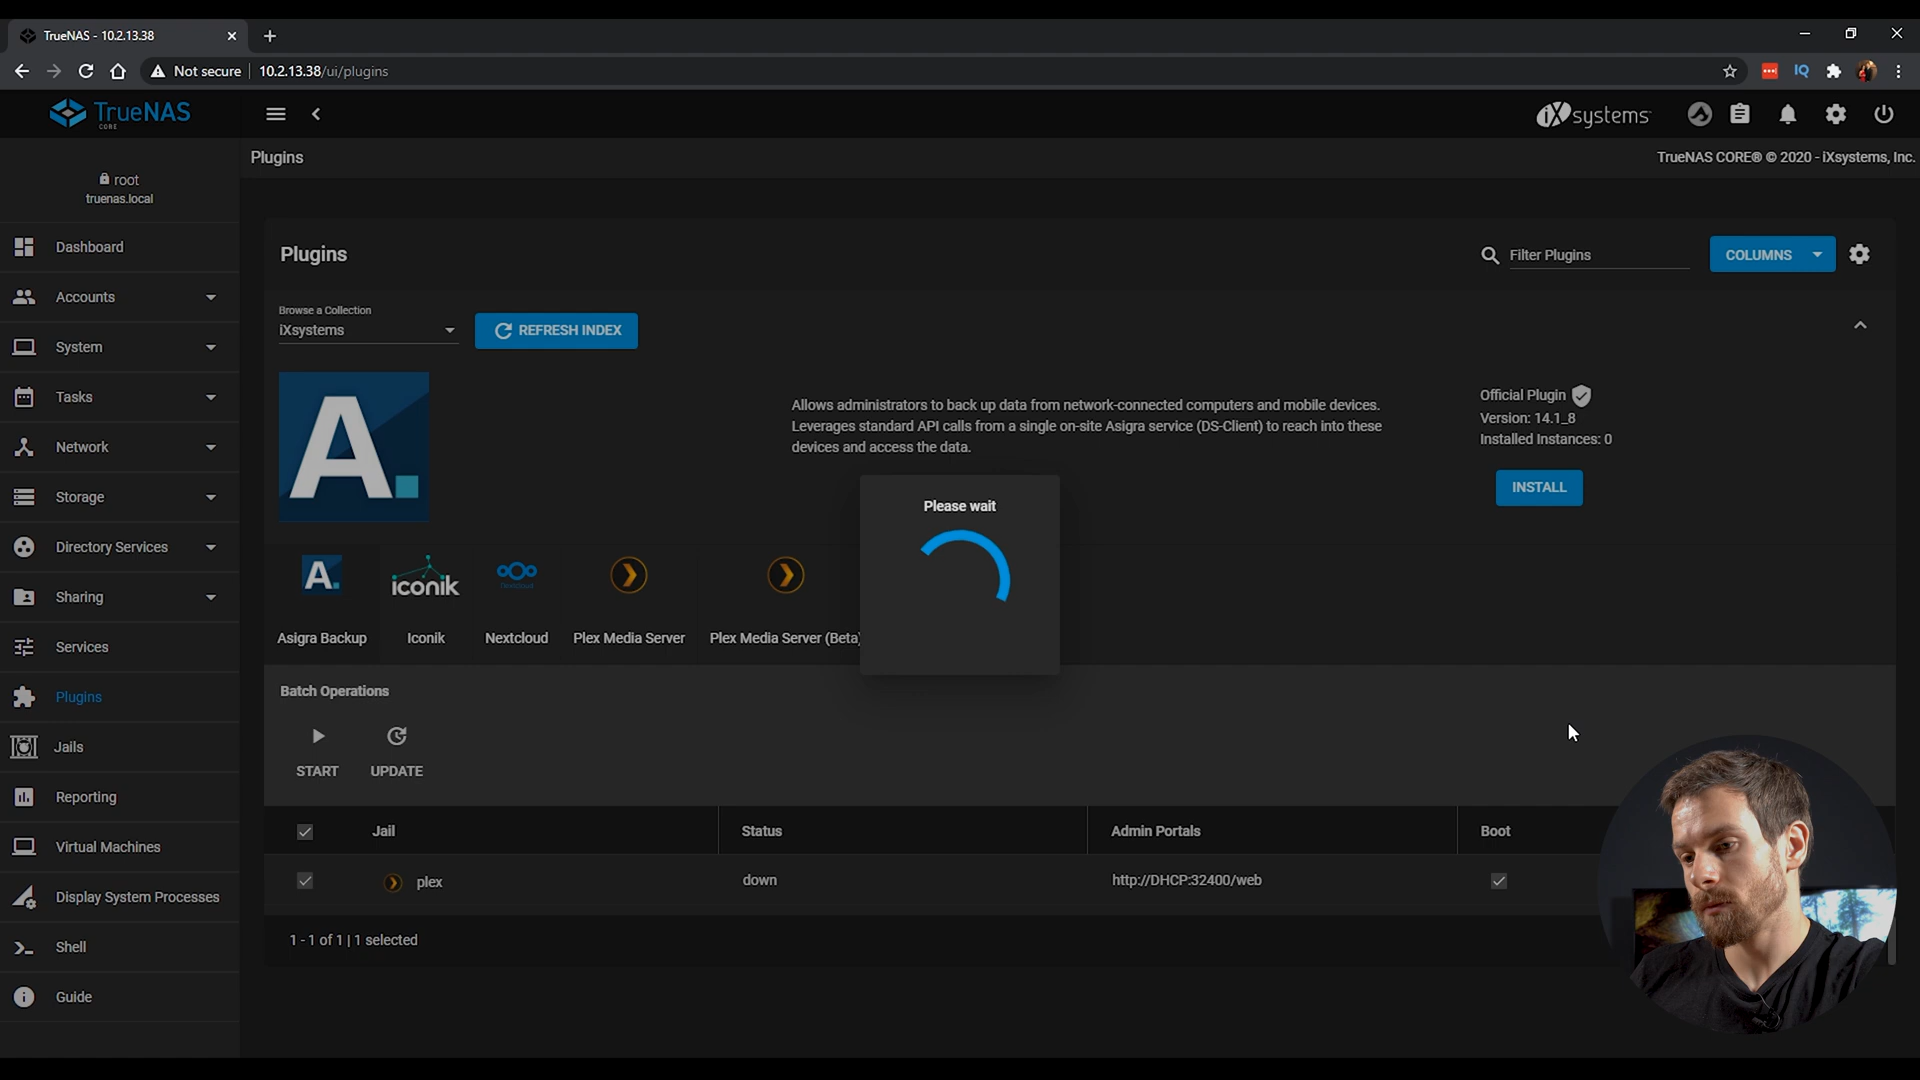 TrueNAS - 10.2.13.38
Not secure
10.2.13.38/ui/plugins
IQ
TrueNAS
CORE
iXsystems
Plugins
TrueNAS CORE® © 2020 - iXsystems, Inc.
root
truenas.local
Dashboard
Accounts
System
Tasks
Network
Storage
Directory Services
Sharing
Services
Plugins
Jails
Reporting
Virtual Machines
Display System Processes
Shell
Guide
Plugins
Filter Plugins
COLUMNS
Browse a Collection
iXsystems
REFRESH INDEX
A.
Allows administrators to back up data from network-connected computers and mobile devices.
Leverages standard API calls from a single on-site Asigra service (DS-Client) to reach into these
devices and access the data.
Official Plugin
Version: 14.1_8
Installed Instances: 0
INSTALL
Please wait
A.
iconik
Asigra Backup
Iconik
Nextcloud
Plex Media Server
Plex Media Server (Beta)
Batch Operations
START
UPDATE
Jail
Status
Admin Portals
Boot
plex
down
http://DHCP:32400/web
1 - 1 of 1 | 1 selected